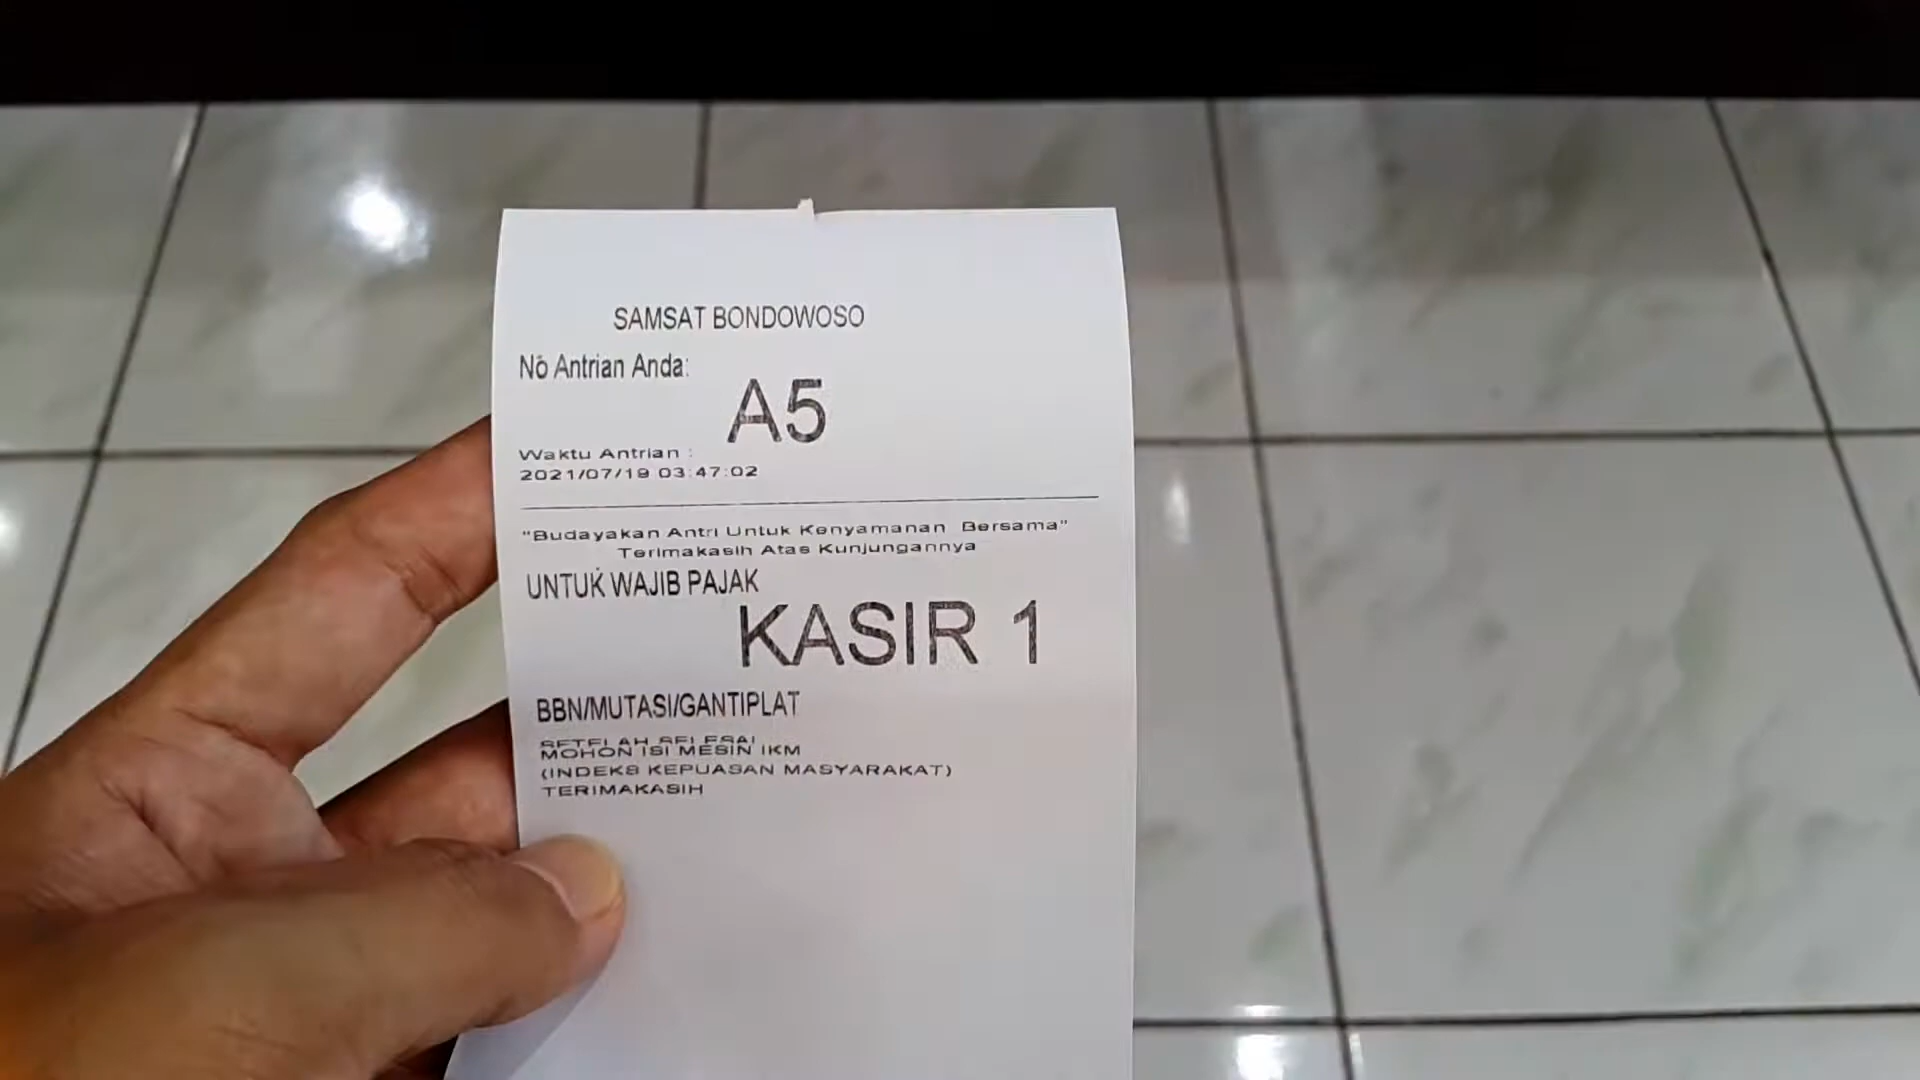 SAMSAT BONDOWOSO
No Antrian Anda:
A5
Waktu Antrian :
2021/07/19 03:47:02
"Budayakan Antri Untuk Kenyamanan Bersama"
Terimakasih Atas Kunjungannya
UNTUK WAJIB PAJAK
KASIR 1
BBN/MUTASI/GANTIPLAT
SETELAH SELESAI
MOHON ISI MESIN IKM
(INDEKS KEPUASAN MASYARAKAT)
TERIMAKASIH